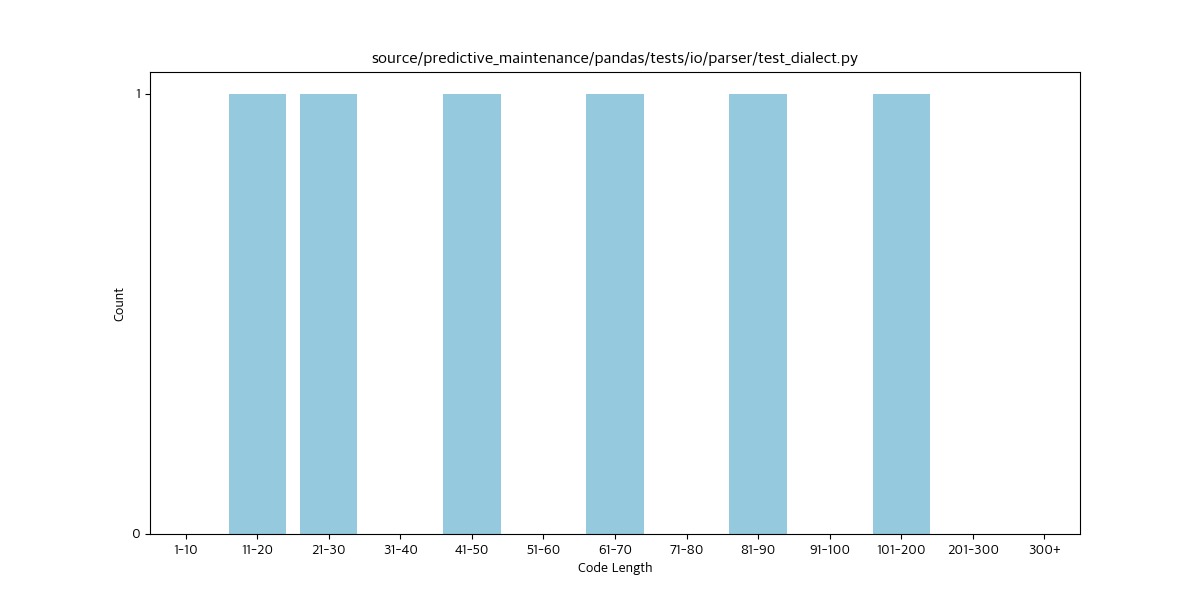 source/predictive_maintenance/pandas/tests/io/parser/test_dialect.py
1
Count
0
1-10 11-20 21-30 31-40 41-50 51-60 61-70 71-80 81-90 91-100 101-200 201-300 300+
Code Length